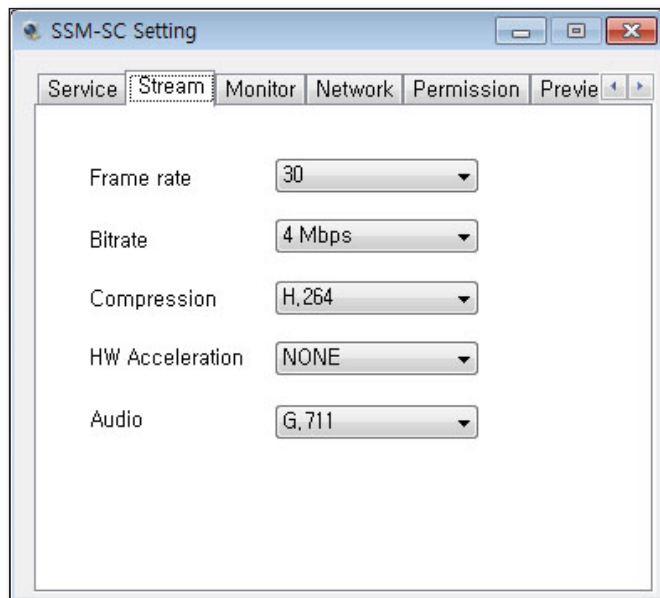 SSM-SC Setting
Service Stream Monitor Network Permission Previe
Frame rate 30
Bitrate 4 Mbps
Compression H.264
HW Acceleration NONE
Audio G.711